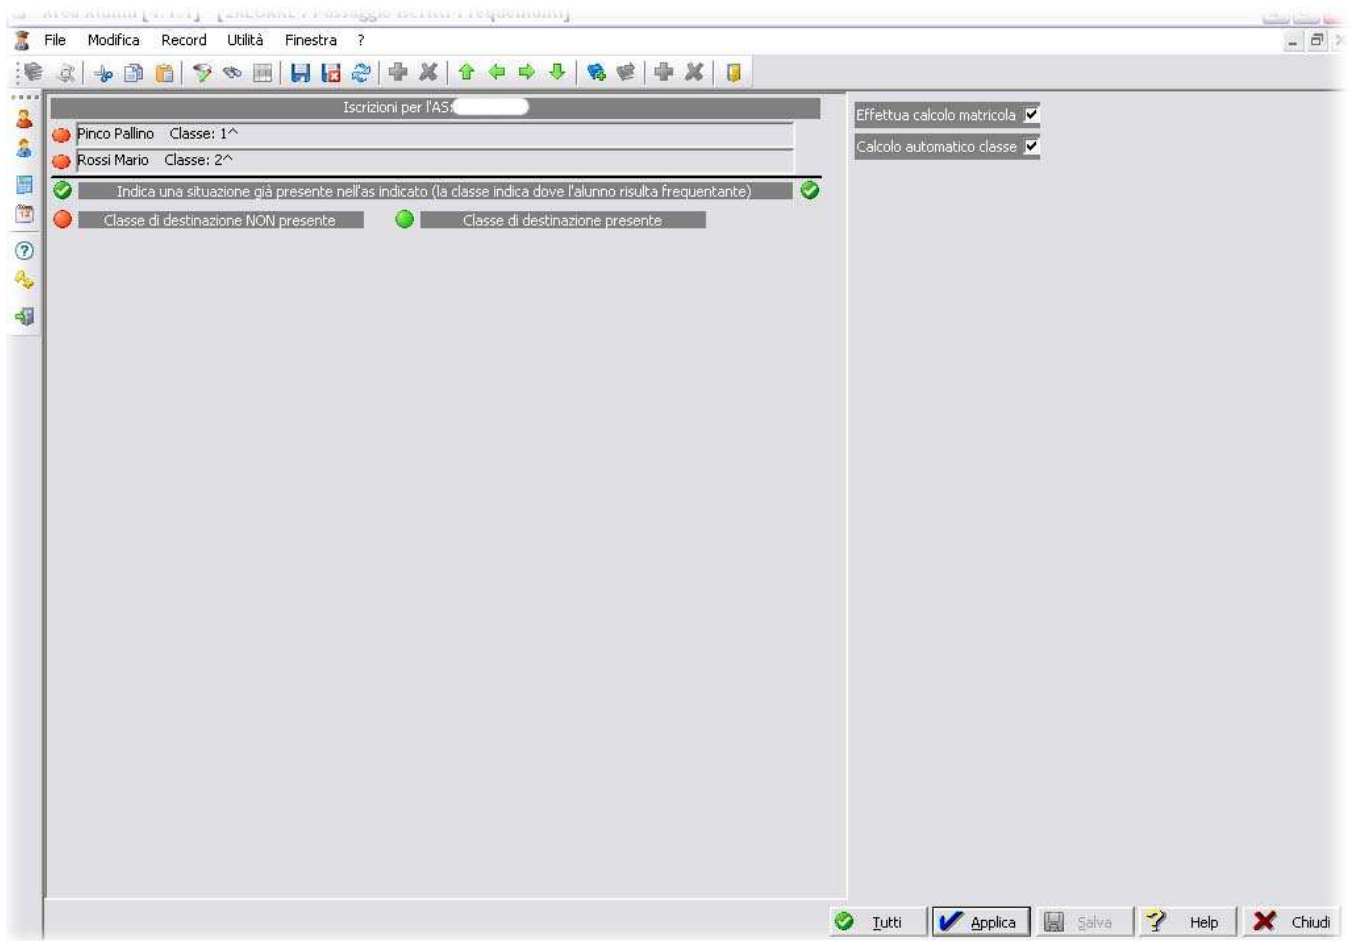 File Modifica Record Utilità Finestra ?
Iscrizioni per l'AS:
Effettua calcolo matricola
Pinco Pallino Classe: 1^
Calcolo automatico classe
Rossi Mario Classe: 2^
Indica una situazione già presente nell'as indicato (la classe indica dove l'alunno risulta frequentante)
Classe di destinazione NON presente Classe di destinazione presente
Tutti Applica Salva Help Chiudi